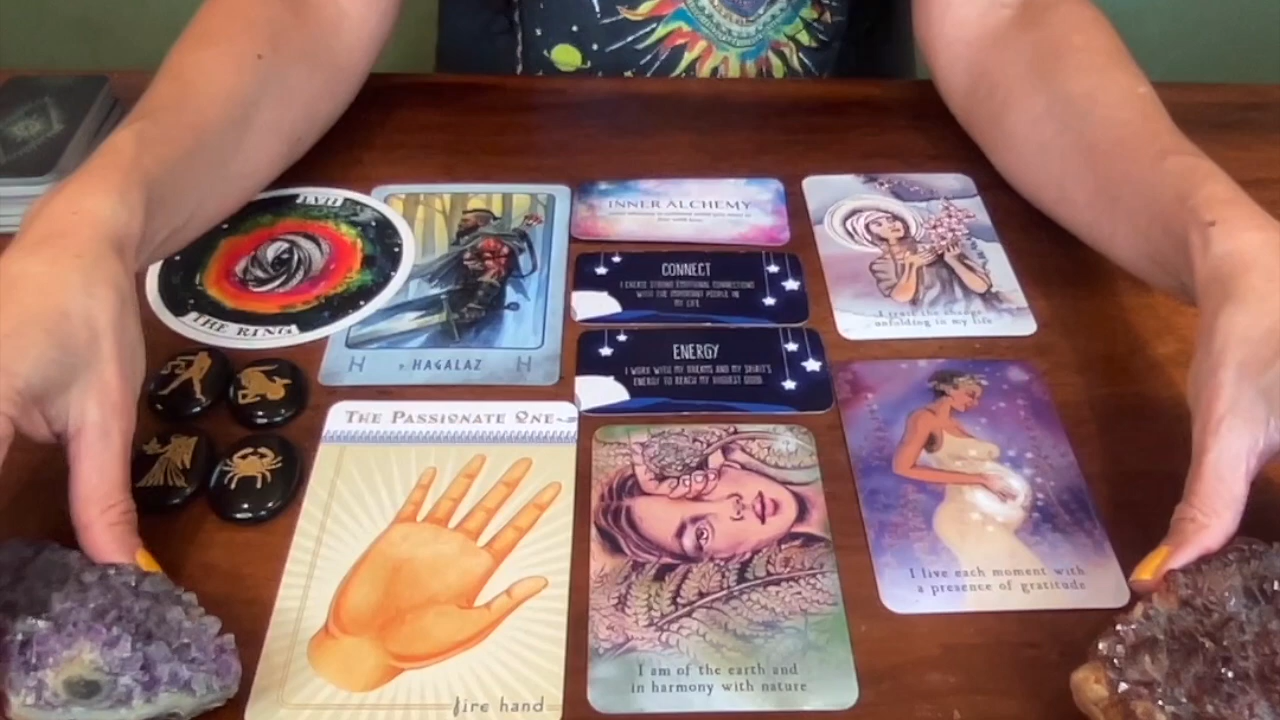 LVII
THE RING
H HAGALAZ H
INNER ALCHEMY
CONNECT
I CREATE STRONG EMOTIONAL CONNECTIONS
WITH THE IMPORTANT PEOPLE IN
MY LIFE
ENERGY
I WORK WITH MY DREAMS AND MY SPIRIT'S
ENERGY TO REACH MY HIGHEST GOOD
I trust the change
unfolding in my life
THE PASSIONATE ONE
fire hand
I am of the earth and
in harmony with nature
I live each moment with
a presence of gratitude